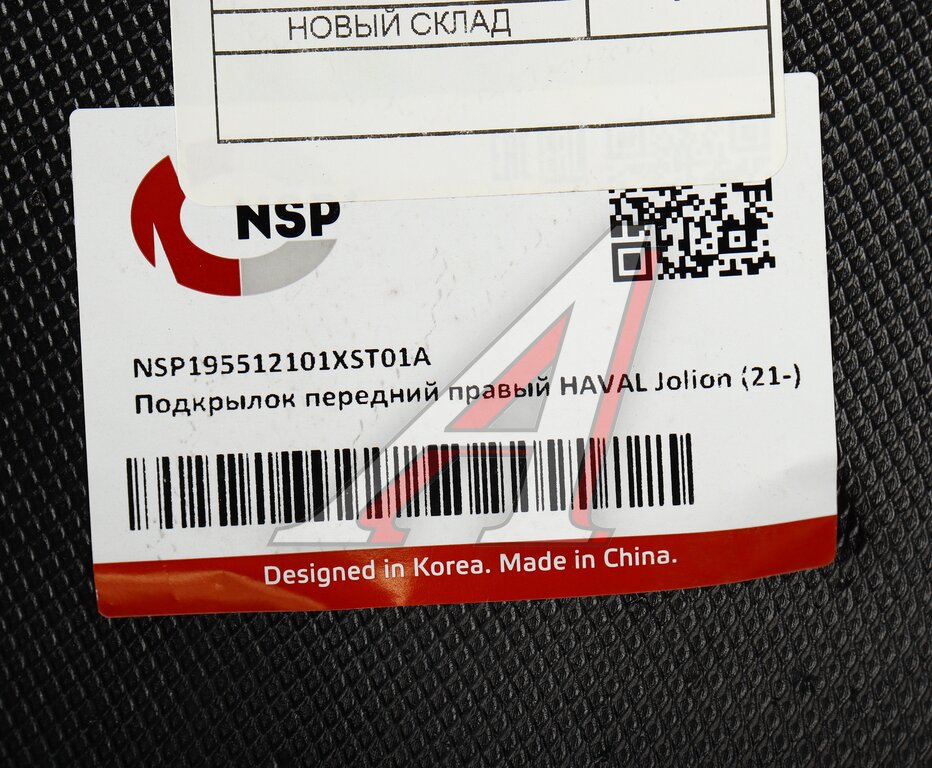 НОВЫЙ СКЛАД
NSP
NSP195512101XST01A
Подкрылок передний правый HAVAL Jolion (21-)
Designed in Korea. Made in China.